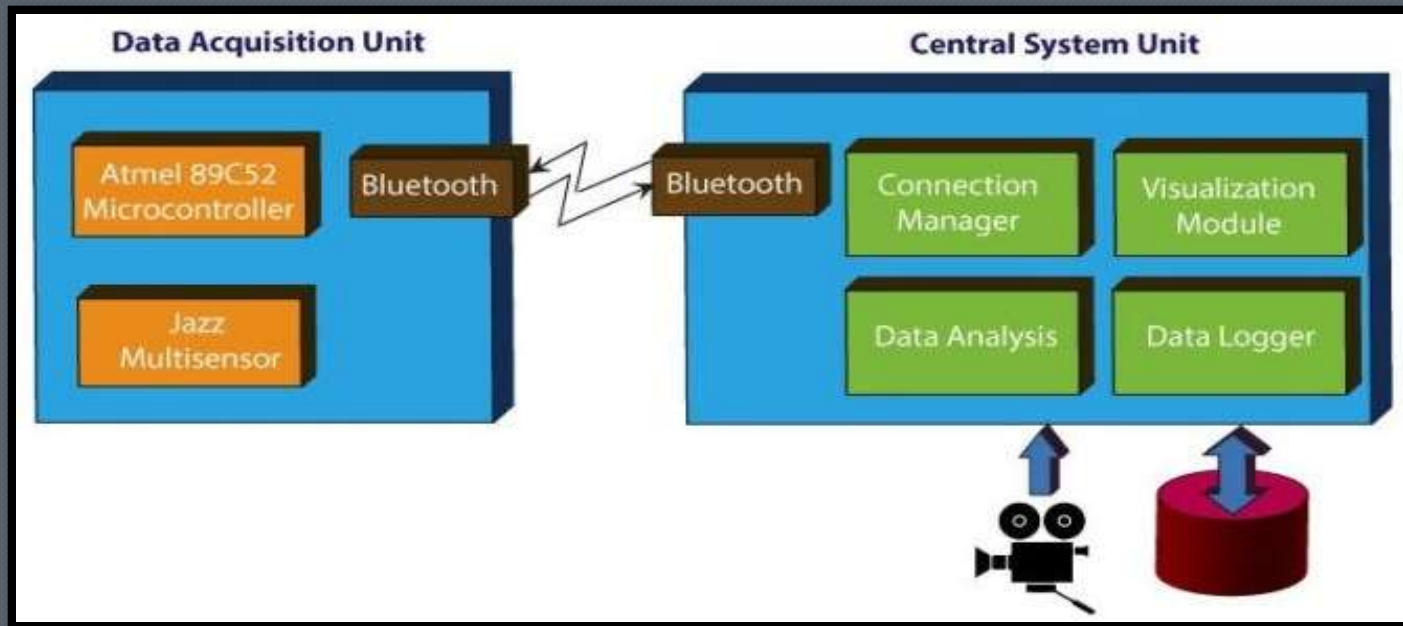 Data Acquisition Unit
Central System Unit
Atmel 89C52
Microcontroller
Bluetooth
Jazz
Multisensor
Bluetooth
Connection
Manager
Visualization
Module
Data Analysis
Data Logger